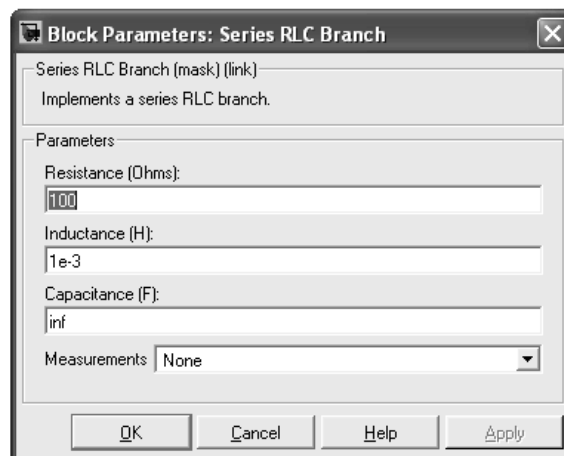 Block Parameters: Series RLC Branch
Series RLC Branch (mask) (link)
Implements a series RLC branch.
Parameters
Resistance (Ohms):
100
Inductance (H):
1e-3
Capacitance (F):
inf
Measurements None
OK Cancel Help Apply